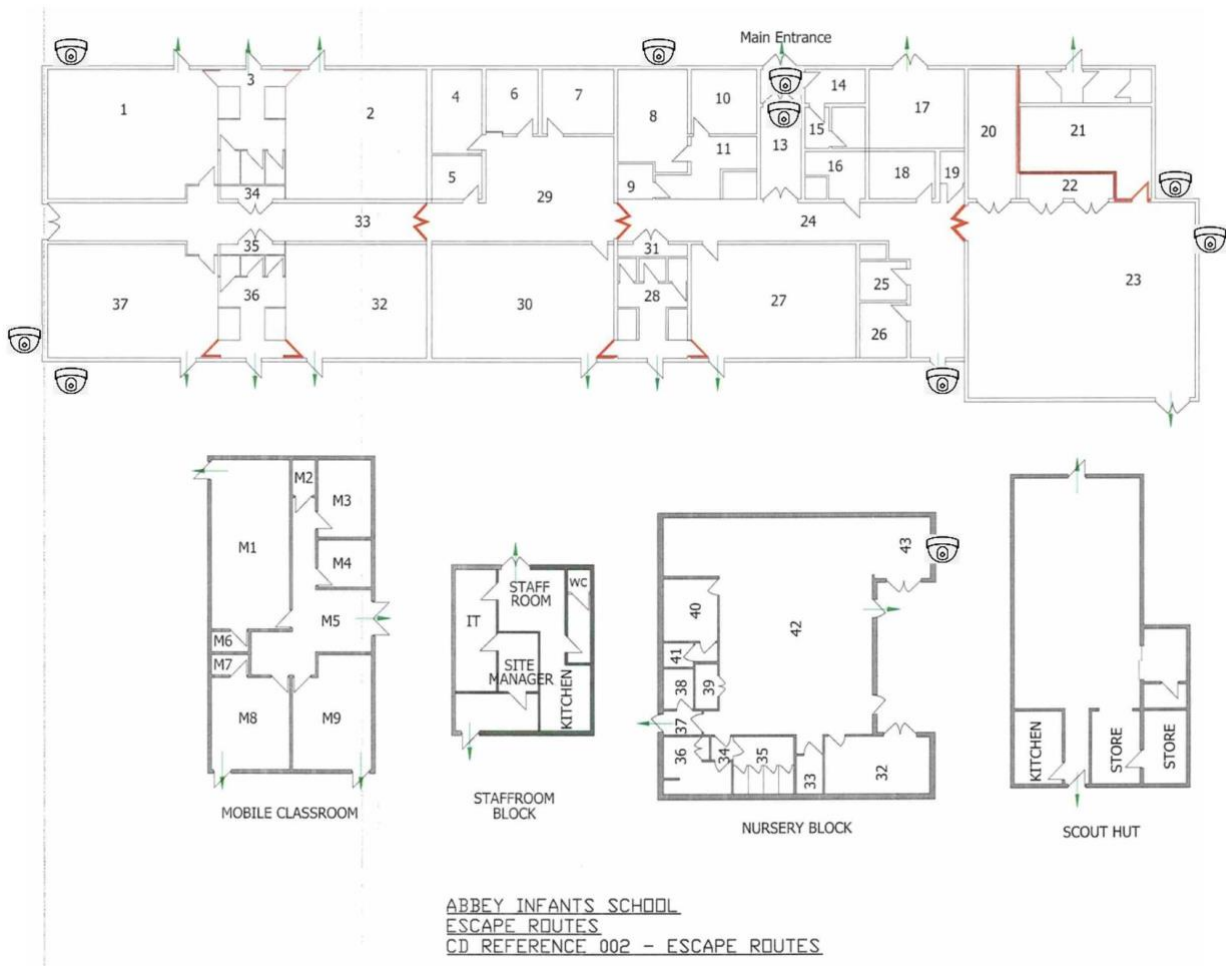 Main Entrance
1
3
2
4
6
7
8
10
14
17
20
21
5
9
11
13
15
16
18
19
22
34
29
33
24
35
31
37
36
32
30
28
27
25
26
23
M1
M2
M3
M4
M5
M6
M7
M8
M9
MOBILE CLASSROOM
STAFF
ROOM
WC
IT
SITE
MANAGER
KITCHEN
STAFFROOM
BLOCK
43
40
42
41
38
39
37
36
34
35
33
32
NURSERY BLOCK
KITCHEN
STORE
STORE
SCOUT HUT
ABBEY INFANTS SCHOOL
ESCAPE ROUTES
CD REFERENCE 002 - ESCAPE ROUTES